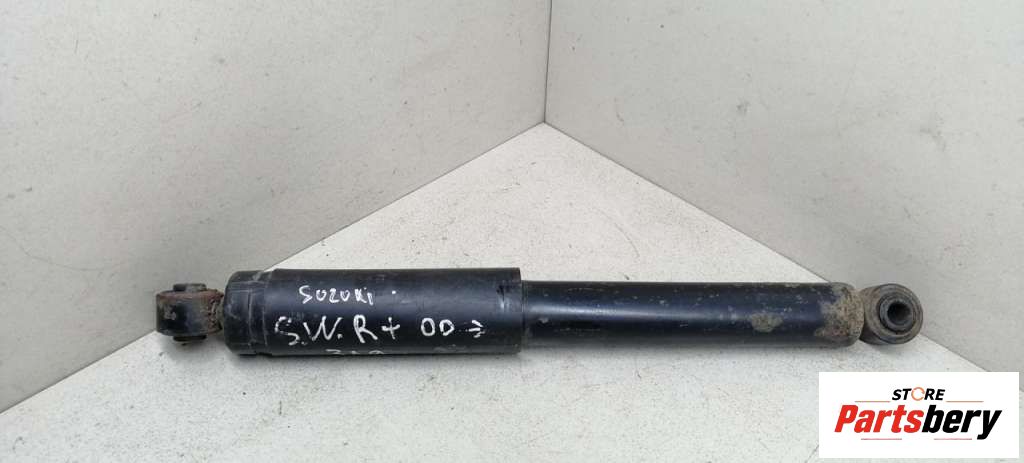 SUZUKI
S.W.R+ 00→
STORE
Partsbery